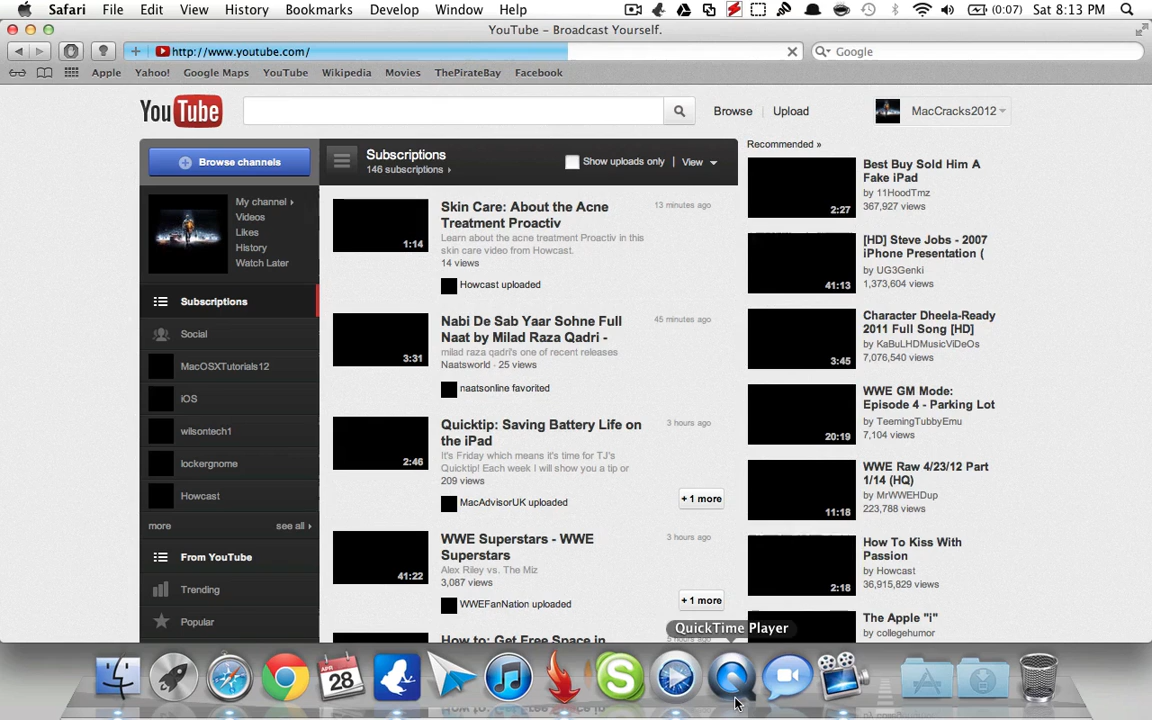 Safari File Edit View History Bookmarks Develop Window Help (0:07) Sat 8:13 PM
YouTube – Broadcast Yourself.
http://www.youtube.com/ Google
Apple Yahoo! Google Maps YouTube Wikipedia Movies ThePirateBay Facebook
YouTube Browse Upload MacCracks2012
Browse channels
My channel
Videos
Likes
History
Watch Later
Subscriptions
Social
MacOSXTutorials12
iOS
wilsontech1
lockergnome
Howcast
more see all
From YouTube
Trending
Popular
Subscriptions
146 subscriptions
Show uploads only | View
Skin Care: About the Acne
Treatment Proactiv
13 minutes ago
Learn about the acne treatment Proactiv in this
skin care video from Howcast.
14 views
1:14
Howcast uploaded
Nabi De Sab Yaar Sohne Full
Naat by Milad Raza Qadri -
45 minutes ago
milad raza qadri's one of recent releases
Naatsworld · 25 views
3:31
naatsonline favorited
Quicktip: Saving Battery Life on
the iPad
3 hours ago
It's Friday which means it's time for TJ's
Quicktip! Each week I will show you a tip or
209 views
2:46
MacAdvisorUK uploaded
+ 1 more
WWE Superstars - WWE
Superstars
3 hours ago
Alex Riley vs. The Miz
3,087 views
41:22
WWEFanNation uploaded
+ 1 more
How to: Get Free Space in
Recommended »
Best Buy Sold Him A
Fake iPad
by 11HoodTmz
367,927 views
2:27
[HD] Steve Jobs - 2007
iPhone Presentation (
by UG3Genki
1,373,604 views
41:13
Character Dheela-Ready
2011 Full Song [HD]
by KaBuLHDMusicViDeOs
7,076,540 views
3:45
WWE GM Mode:
Episode 4 - Parking Lot
by TeemingTubbyEmu
7,104 views
20:19
WWE Raw 4/23/12 Part
1/14 (HQ)
by MrWWEHDup
223,788 views
11:18
How To Kiss With
Passion
by Howcast
36,915,829 views
2:18
The Apple "i"
by collegehumor
QuickTime Player
APR
28